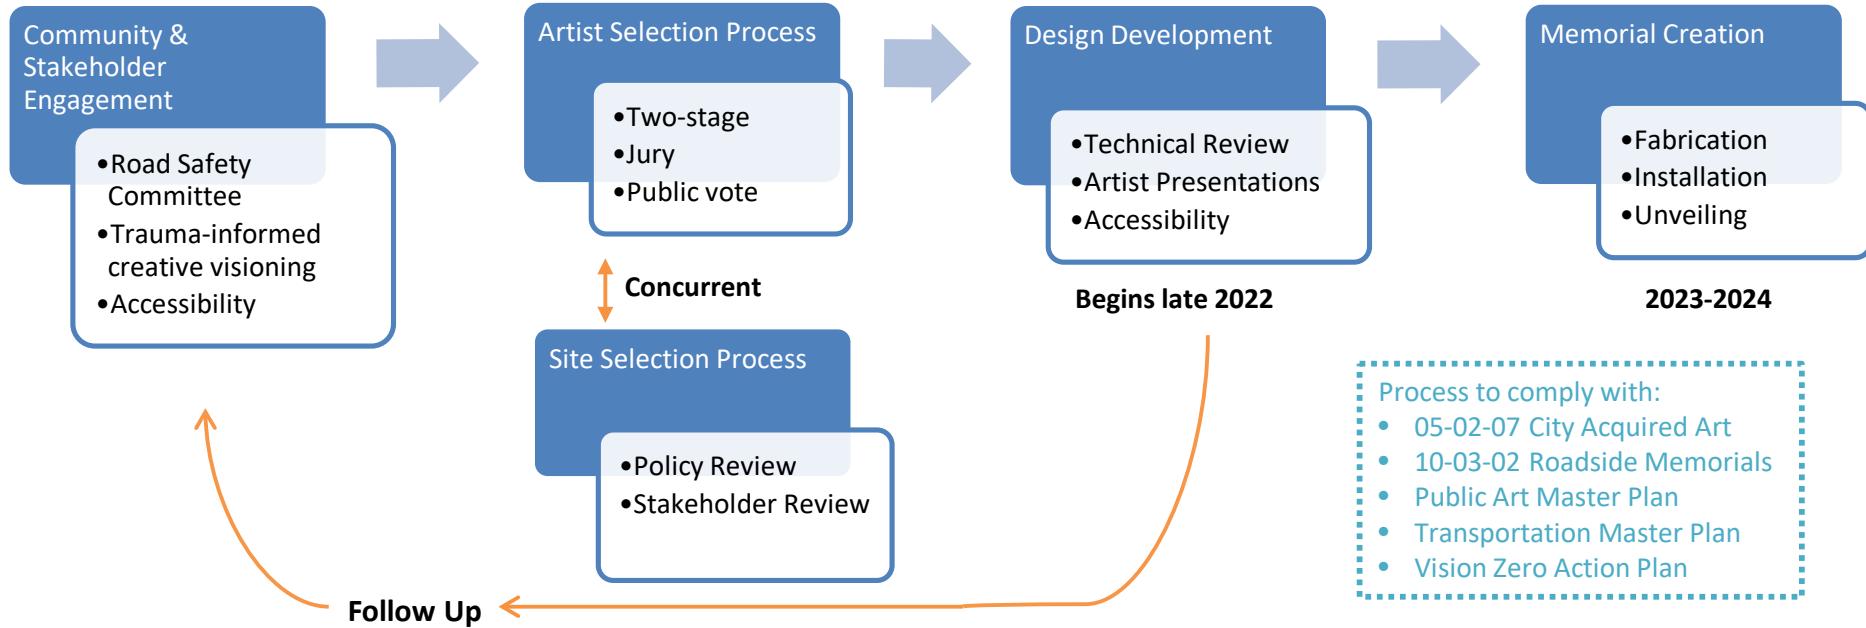 Community &
Stakeholder
Engagement
•Road Safety
Committee
•Trauma-informed
creative visioning
•Accessibility
Artist Selection Process
•Two-stage
•Jury
•Public vote
Concurrent
Site Selection Process
•Policy Review
•Stakeholder Review
Design Development
•Technical Review
•Artist Presentations
•Accessibility
Begins late 2022
Memorial Creation
•Fabrication
•Installation
•Unveiling
2023-2024
Process to comply with:
• 05-02-07 City Acquired Art
• 10-03-02 Roadside Memorials
• Public Art Master Plan
• Transportation Master Plan
• Vision Zero Action Plan
Follow Up